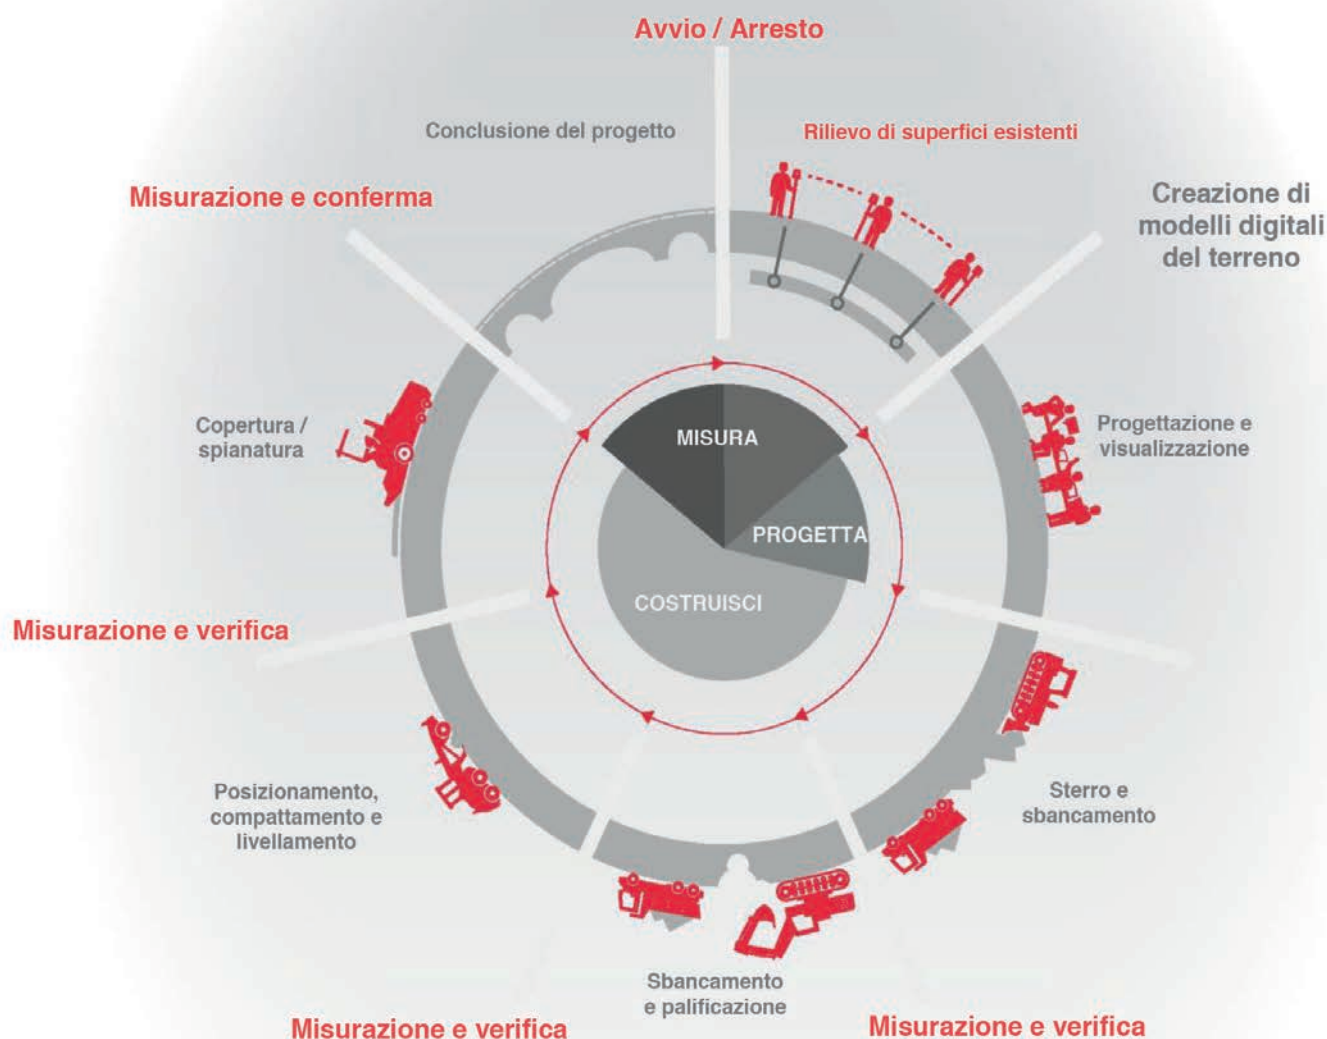 Avvio / Arresto
Conclusione del progetto
Rilievo di superfici esistenti
Misurazione e conferma
Creazione di
modelli digitali
del terreno
Copertura /
spianatura
Progettazione e
visualizzazione
MISURA
PROGETTA
COSTRUISCI
Misurazione e verifica
Posizionamento,
compattamento e
livellamento
Sterro e
sbancamento
Sbancamento
e palificazione
Misurazione e verifica
Misurazione e verifica